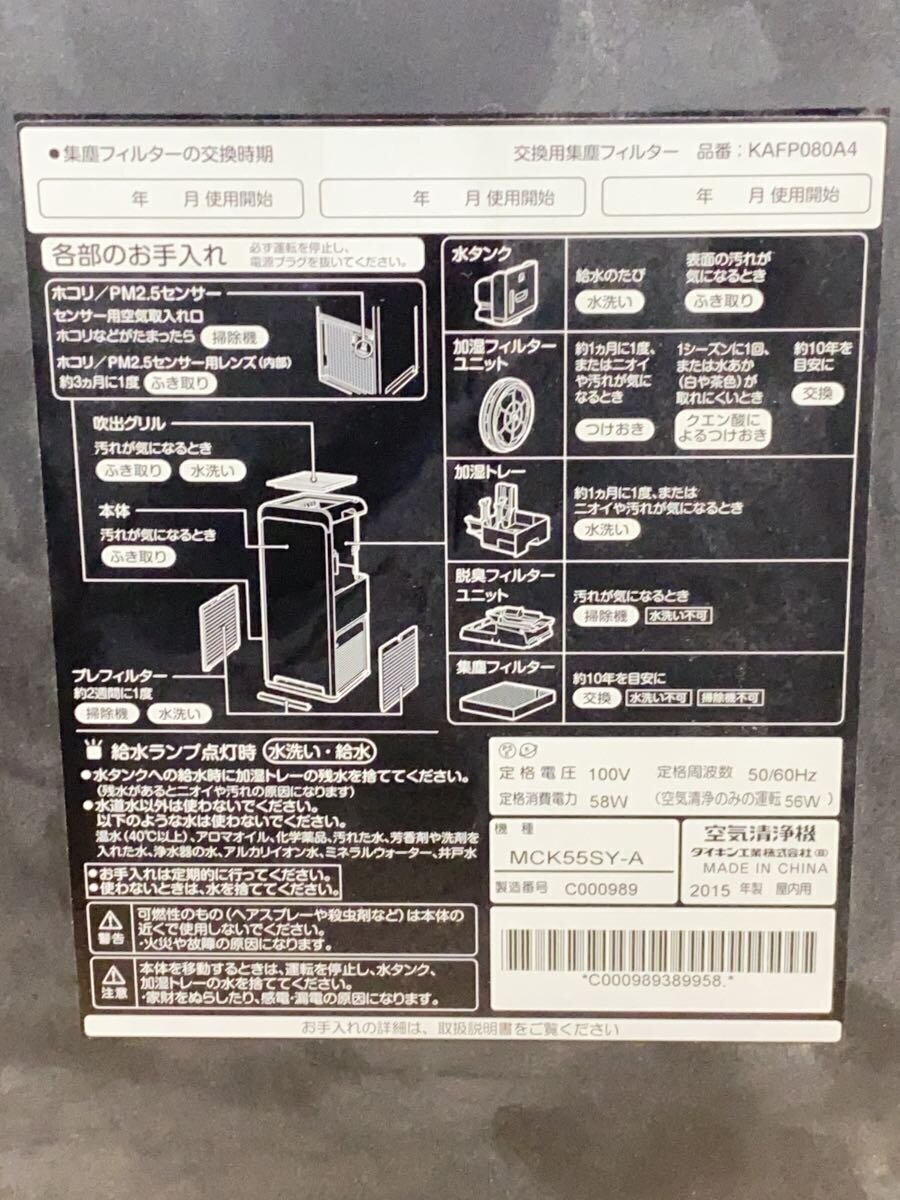 ●集塵フィルターの交換時期
交換用集塵フィルター 品番：KAFP080A4
年 月 使用開始
年 月 使用開始
年 月 使用開始
各部のお手入れ
必ず運転を停止し、
電源プラグを抜いてください。
ホコリ／PM2.5センサー
センサー用空気取入れ口
ホコリなどがたまったら 掃除機
ホコリ／PM2.5センサー用レンズ（内部）
約3ヵ月に1度 ふき取り
吹出グリル
汚れが気になるとき
ふき取り 水洗い
本体
汚れが気になるとき
ふき取り
プレフィルター
約2週間に1度
掃除機 水洗い
水タンク
給水のたび
水洗い
表面の汚れが
気になるとき
ふき取り
加湿フィルター
ユニット
約1ヵ月に1度、
またはニオイ
や汚れが気に
なるとき
つけおき
1シーズンに1回、
または水あか
（白や茶色）が
取れにくいとき
クエン酸に
よるつけおき
約10年を
目安に
交換
加湿トレー
約1ヵ月に1度、または
ニオイや汚れが気になるとき
水洗い
脱臭フィルター
ユニット
汚れが気になるとき
掃除機 水洗い不可
集塵フィルター
約10年を目安に
交換 水洗い不可 掃除機不可
給水ランプ点灯時 水洗い・給水
●水タンクへの給水時に加湿トレーの残水を捨ててください。
（残水があるとニオイや汚れの原因になります）
●水道水以外は使わないでください。
以下のような水は使わないでください。
温水（40℃以上）、アロマオイル、化学薬品、汚れた水、芳香剤や洗剤を
入れた水、浄水器の水、アルカリイオン水、ミネラルウォーター、井戸水
●お手入れは定期的に行ってください。
●使わないときは、水を捨ててください。
警告
可燃性のもの（ヘアスプレーや殺虫剤など）は本体の
近くで使用しないでください。
・火災や故障の原因になります。
注意
本体を移動するときは、運転を停止し、水タンク、
加湿トレーの水を捨ててください。
・家財をぬらしたり、感電・漏電の原因になります。
定格電圧 100V 定格周波数 50/60Hz
定格消費電力 58W （空気清浄のみの運転 56W）
機種
MCK55SY-A
製造番号 C000989
空気清浄機
ダイキン工業株式会社
MADE IN CHINA
2015 年製 屋内用
*C000989389958.*
お手入れの詳細は、取扱説明書をご覧ください